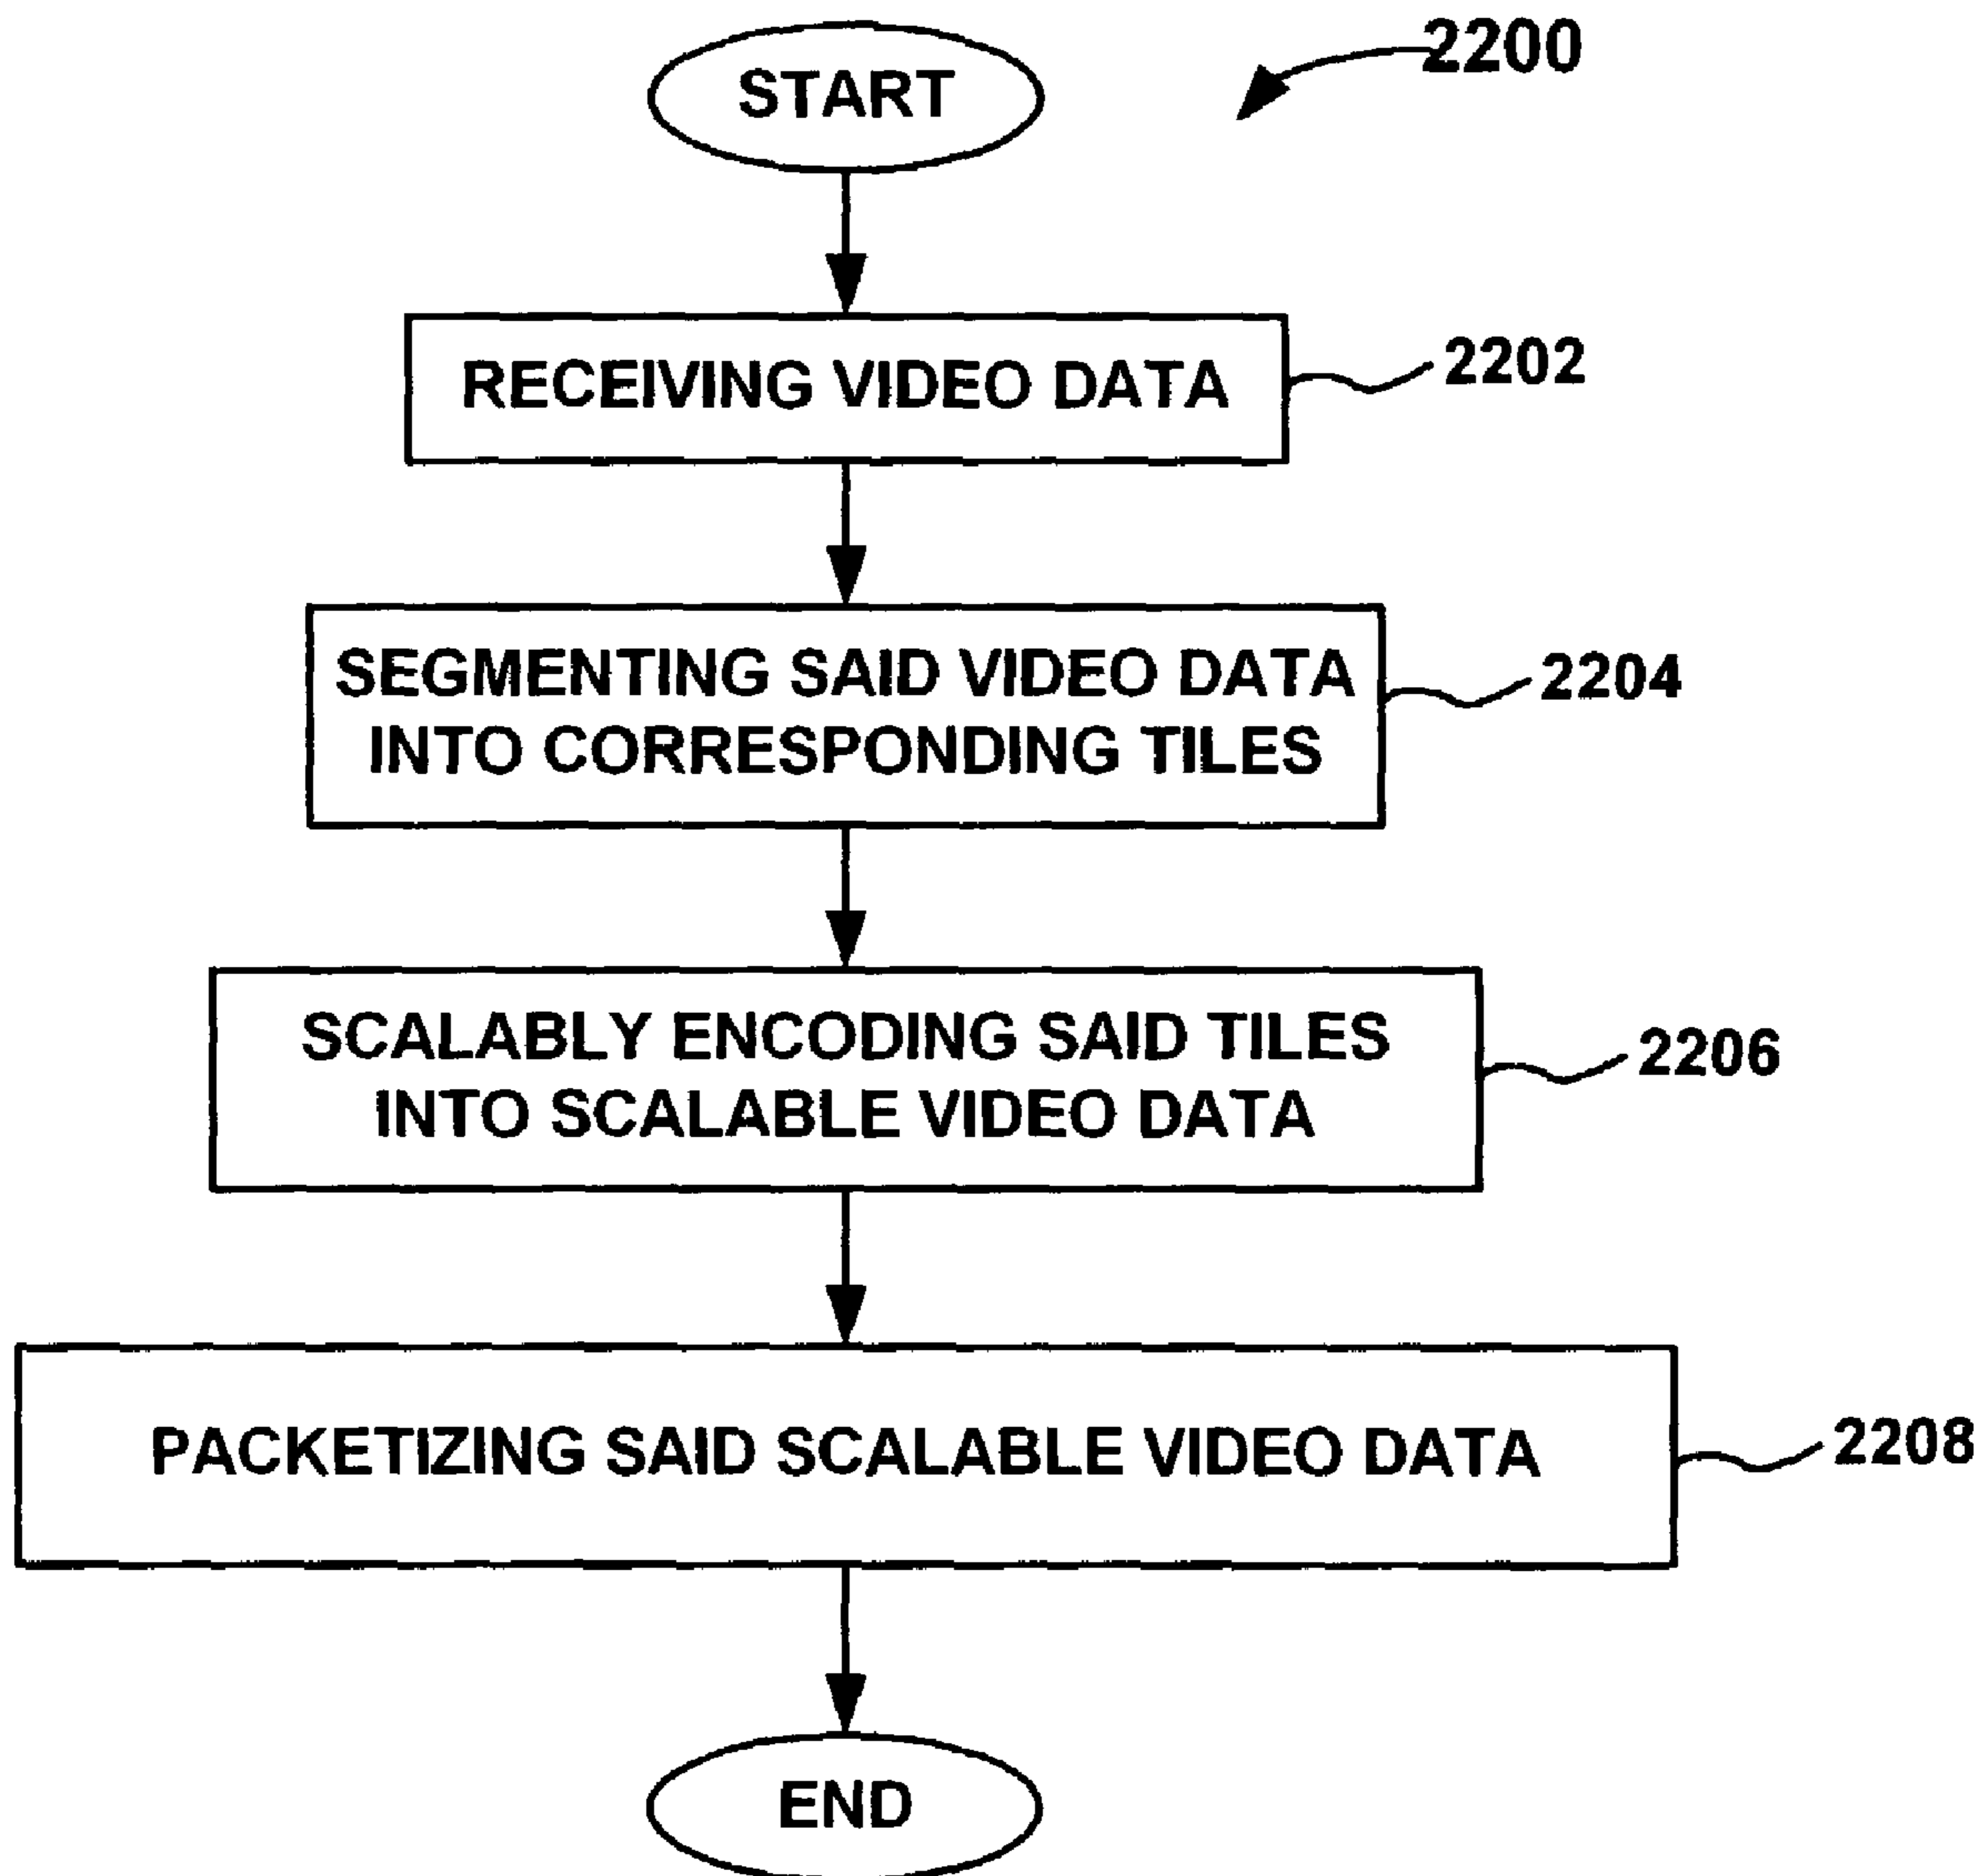 START
2200
RECEIVING VIDEO DATA
2202
SEGMENTING SAID VIDEO DATA
INTO CORRESPONDING TILES
2204
SCALABLY ENCODING SAID TILES
INTO SCALABLE VIDEO DATA
2206
PACKETIZING SAID SCALABLE VIDEO DATA
2208
END